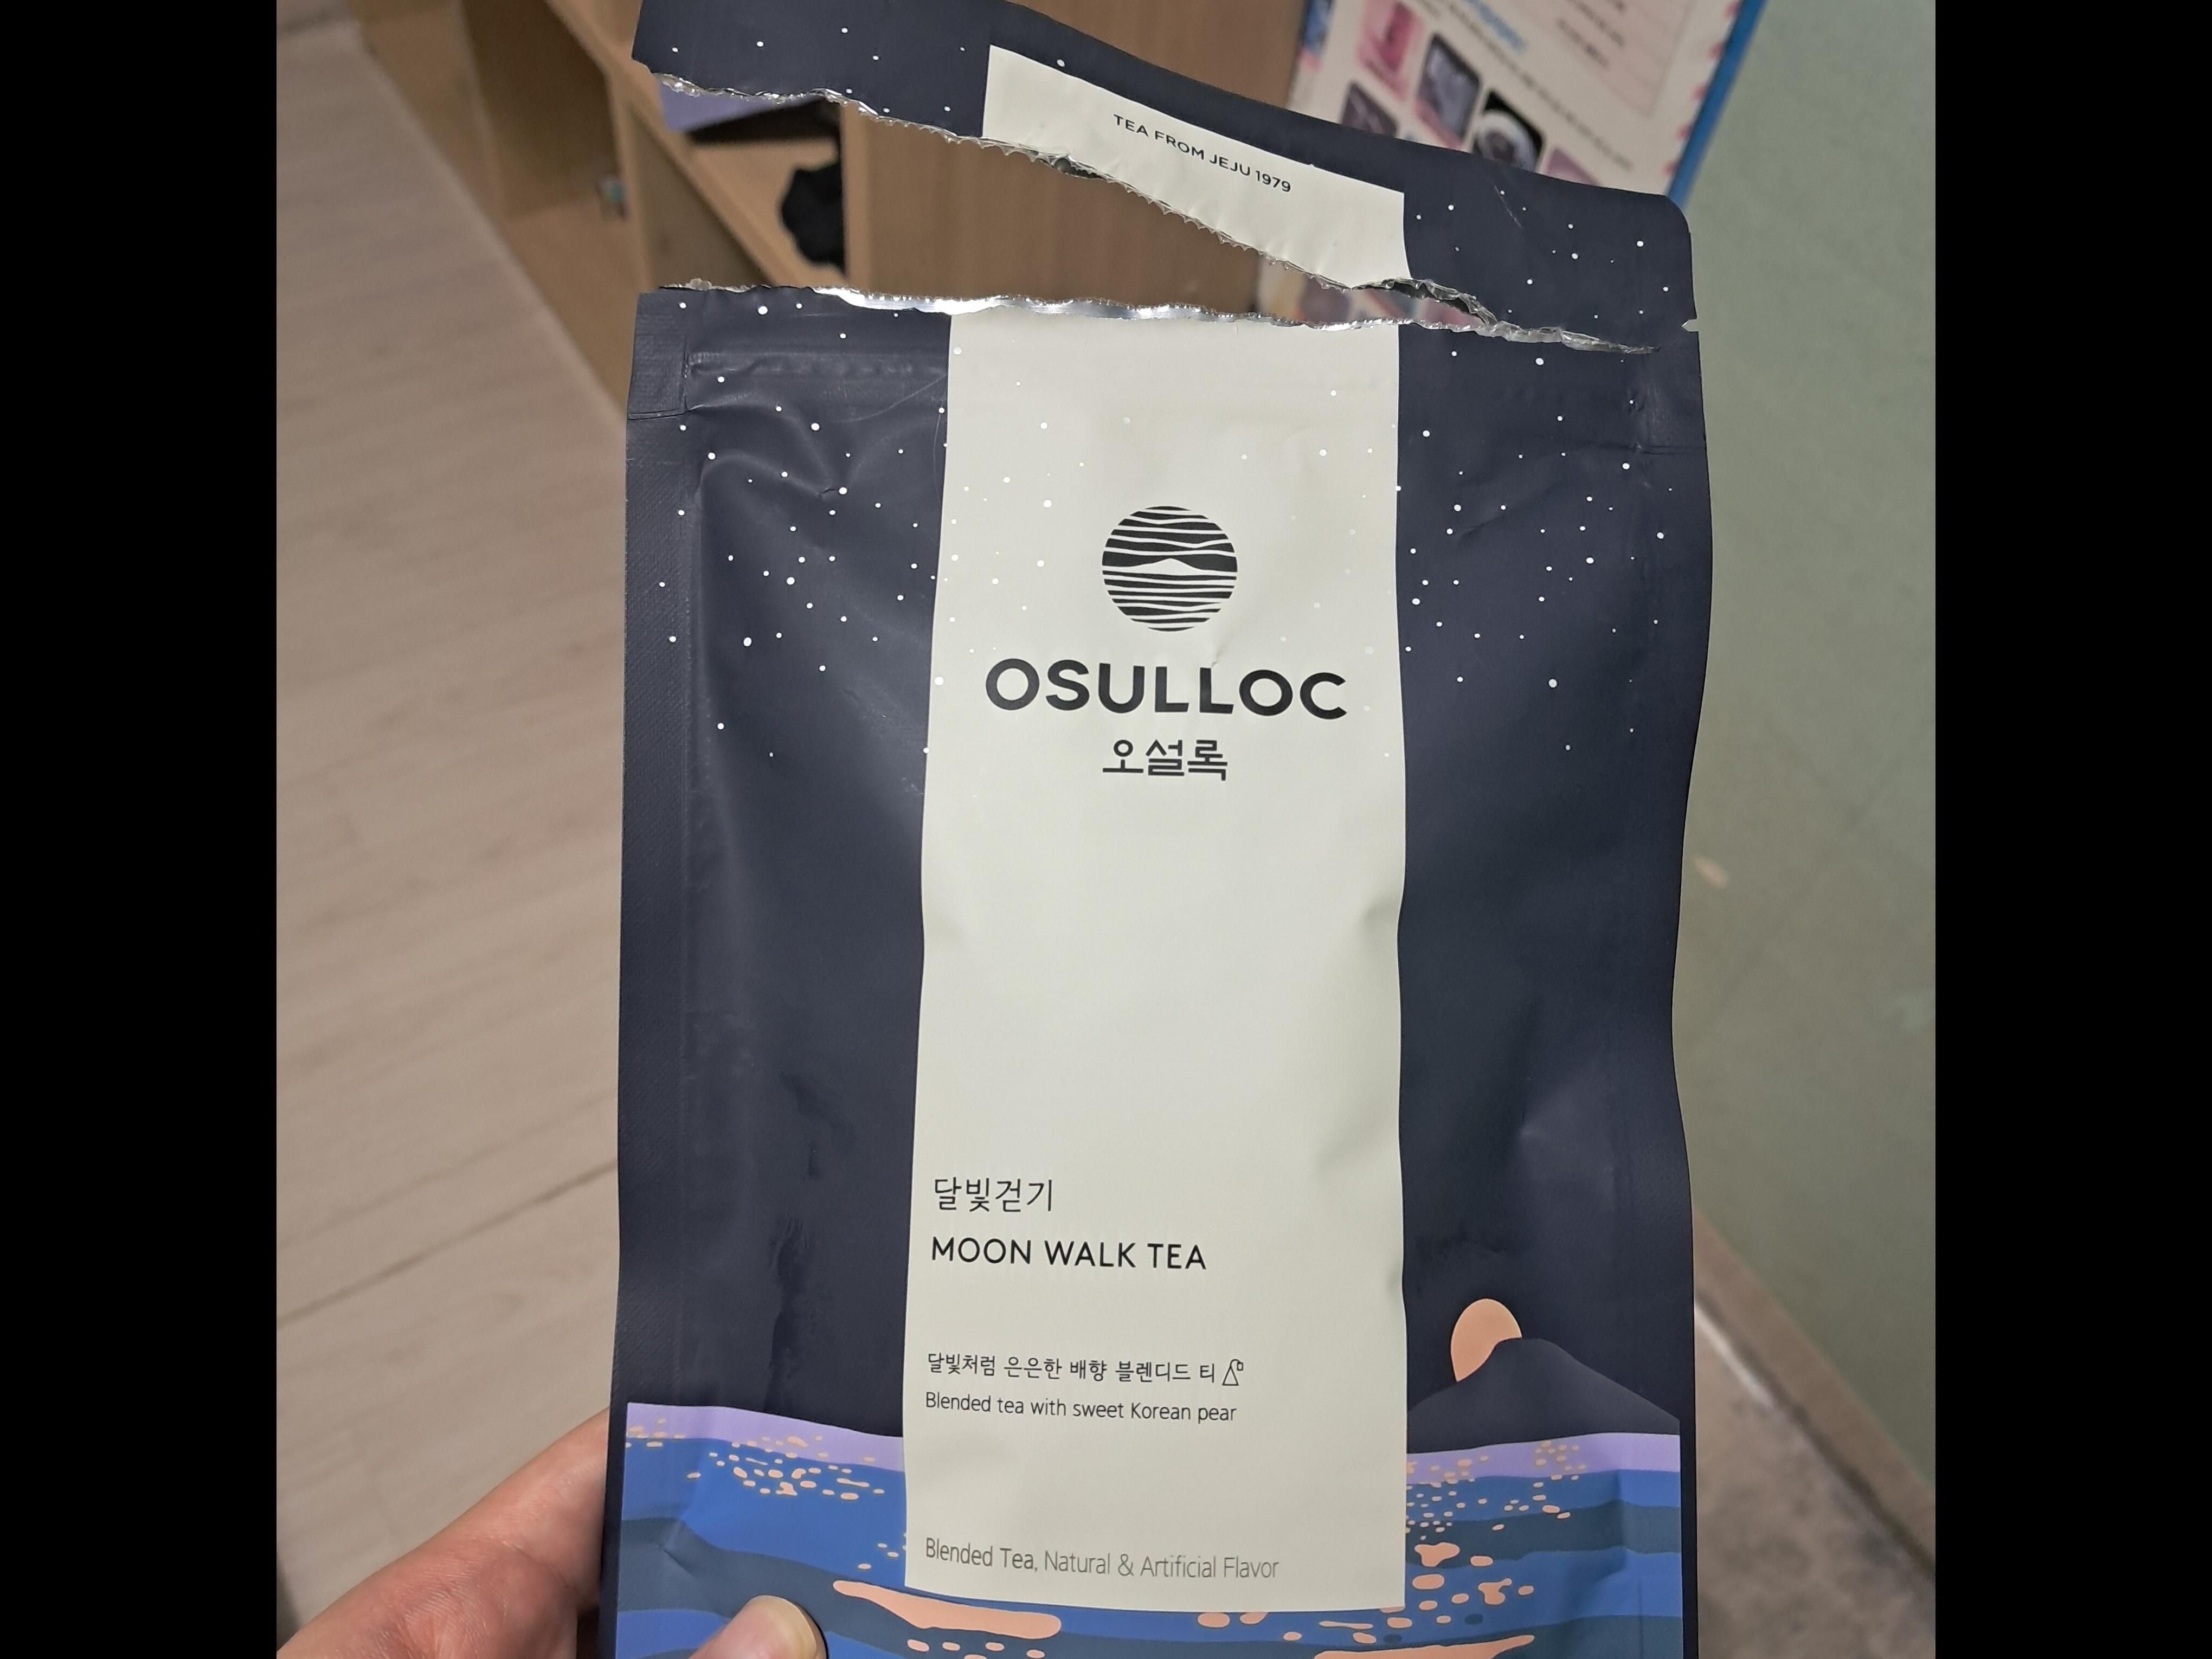 TEA FROM JEJU 1979
OSULLOC
오설록
달빛걷기
MOON WALK TEA
달빛처럼 은은한 배향 블렌디드 티
Blended tea with sweet Korean pear
Blended Tea, Natural & Artificial Flavor